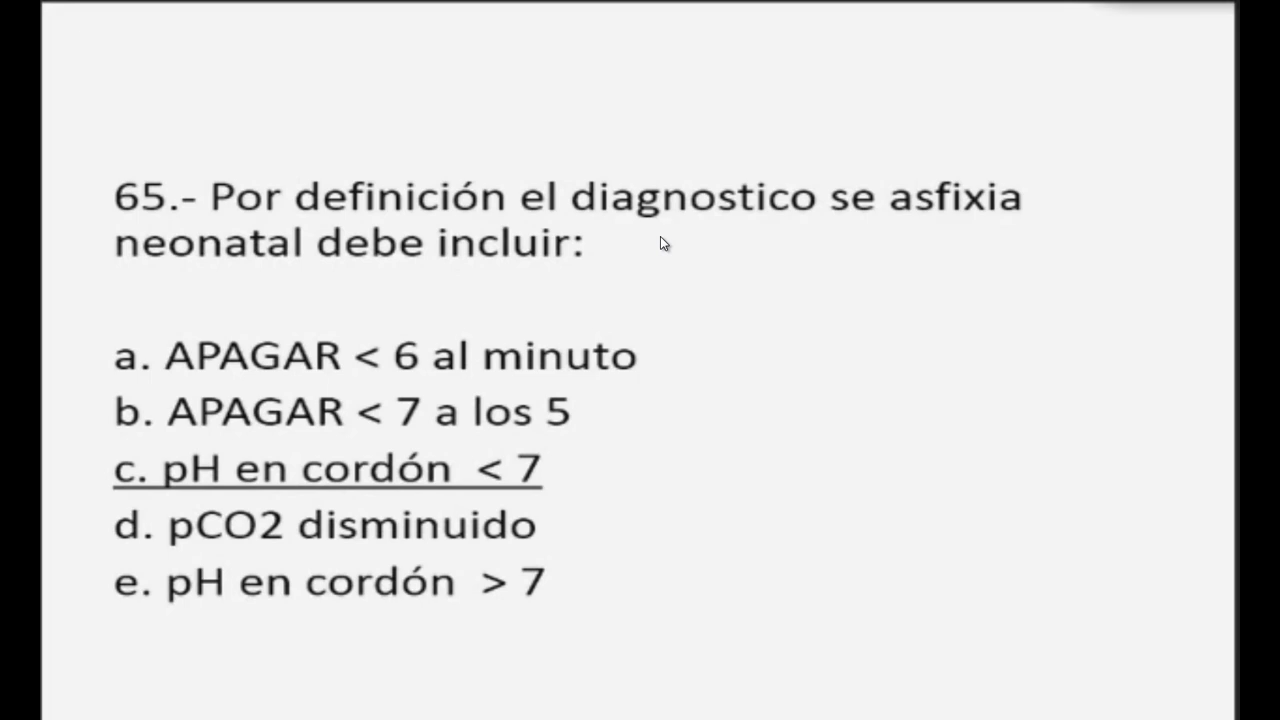 65.- Por definición el diagnostico se asfixia
neonatal debe incluir:
a. APAGAR < 6 al minuto
b. APAGAR < 7 a los 5
c. pH en cordón < 7
d. pCO2 disminuido
e. pH en cordón > 7